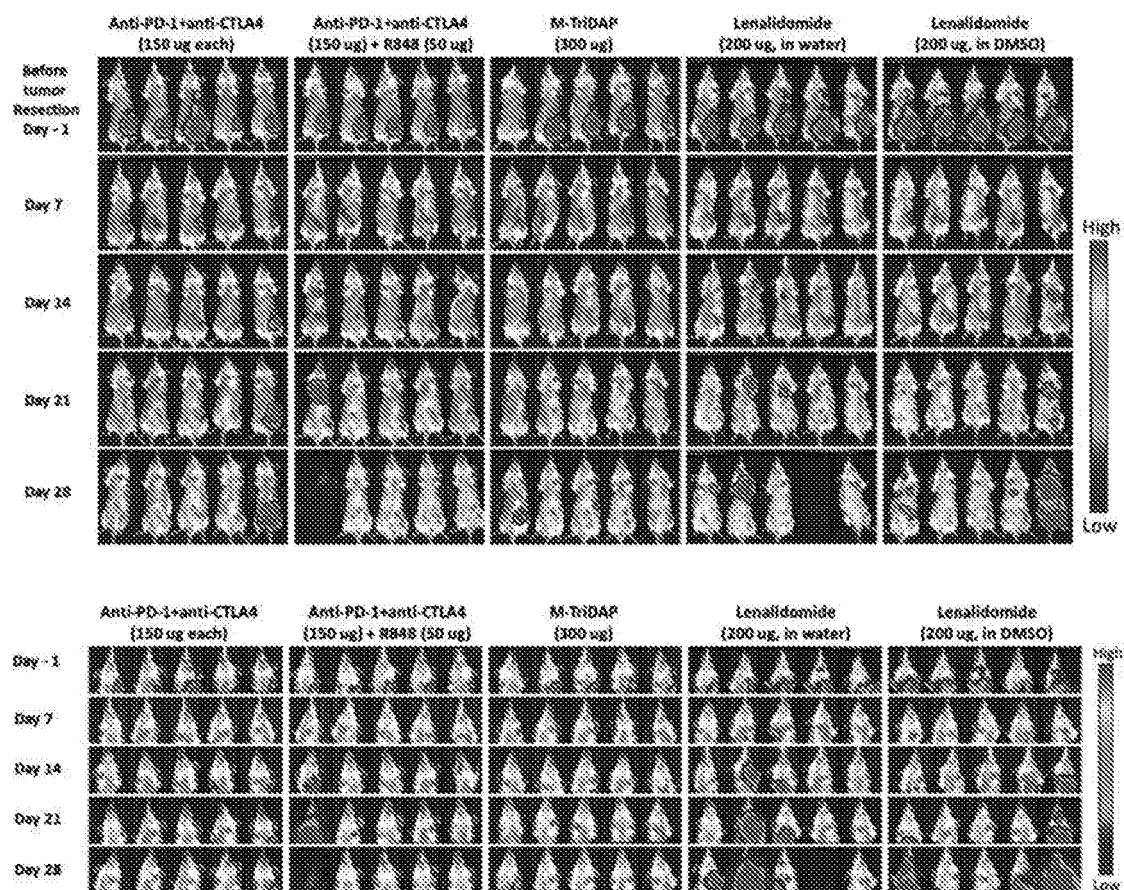 Anti-PD-1+anti-CTLA4 Anti-PD-1+anti-CTLA4 M-TriDAP Lenalidomide Lenalidomide
(150 ug each) (150 ug) + R848 (50 ug) (300 ug) (200 ug, in water) (200 ug, in DMSO)
Before
tumor
Resection
Day - 1
Day 7
High
Day 14
Day 21
Day 28
Low
Anti-PD-1+anti-CTLA4 Anti-PD-1+anti-CTLA4 M-TriDAP Lenalidomide Lenalidomide
(150 ug each) (150 ug) + R848 (50 ug) (300 ug) (200 ug, in water) (200 ug, in DMSO)
Day - 1
High
Day 7
Day 14
Day 21
Day 28
Low